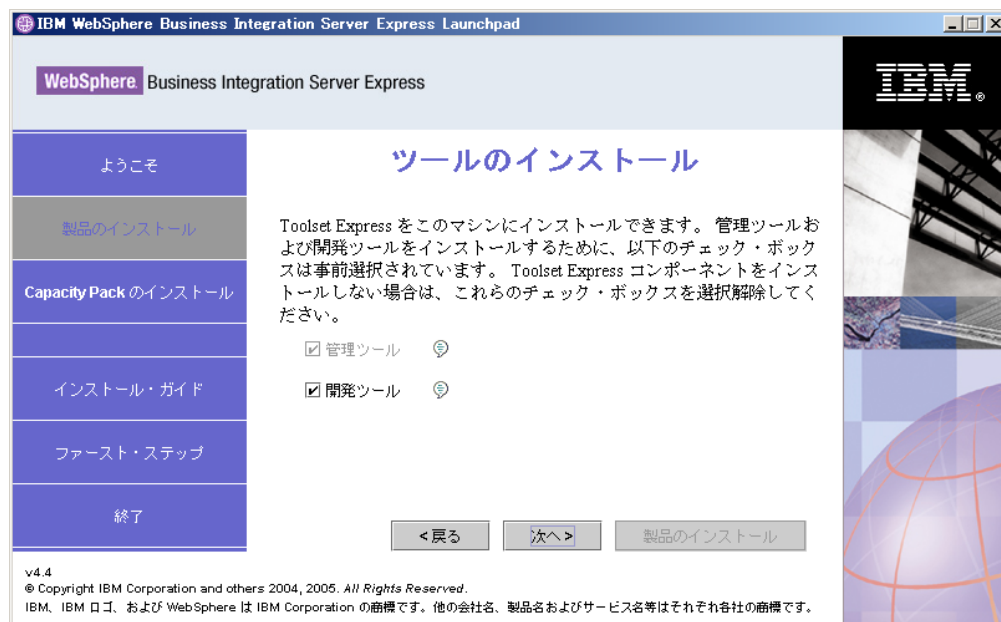 IBM WebSphere Business Integration Server Express Launchpad
WebSphere. Business Integration Server Express
IBM®
ようこそ
製品のインストール
Capacity Pack のインストール
インストール・ガイド
ファースト・ステップ
終了
ツールのインストール
Toolset Express をこのマシンにインストールできます。 管理ツールお
よび開発ツールをインストールするために、以下のチェック・ボック
スは事前選択されています。 Toolset Express コンポーネントをインス
トールしない場合は、これらのチェック・ボックスを選択解除してく
ださい。
管理ツール
開発ツール
<戻る
次へ>
製品のインストール
v4.4
© Copyright IBM Corporation and others 2004, 2005. All Rights Reserved.
IBM、IBM ロゴ、および WebSphere は IBM Corporation の商標です。他の会社名、製品名およびサービス名等はそれぞれ各社の商標です。